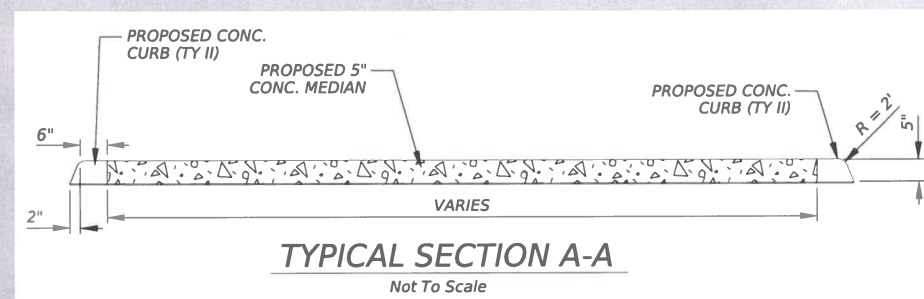 PROPOSED CONC.
CURB (TY II)
PROPOSED 5"
CONC. MEDIAN
PROPOSED CONC.
CURB (TY II)
R = 2'
5"
6"
VARIES
2"
TYPICAL SECTION A-A
Not To Scale